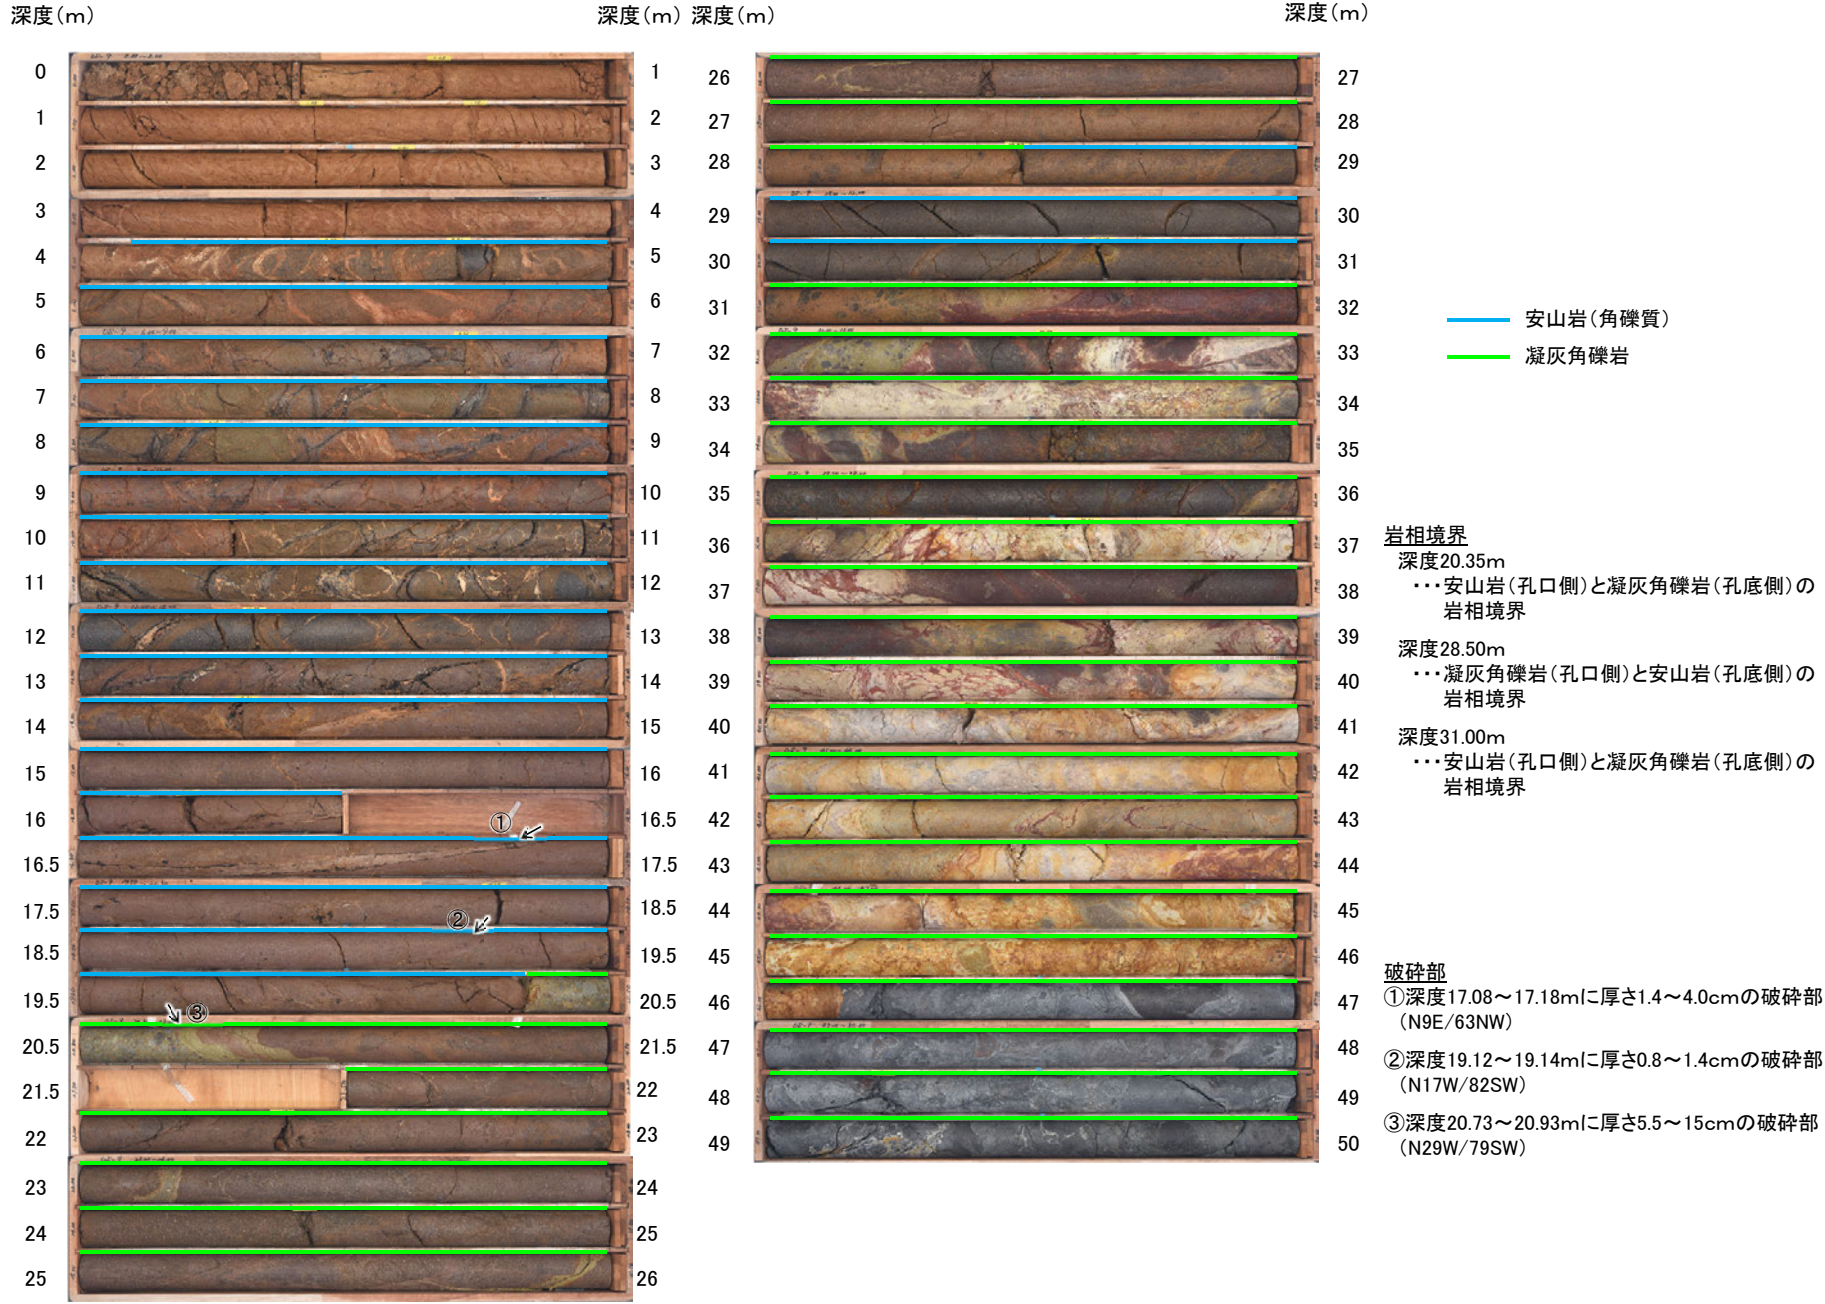 深度(m)
深度(m)
深度(m)
深度(m)
0 1
1 2
2 3
3 4
4 5
5 6
6 7
7 8
8 9
9 10
10 11
11 12
12 13
13 14
14 15
15 16
16 16.5
①
16.5 17.5
17.5 18.5
②
18.5 19.5
19.5 20.5
③
20.5 21.5
21.5 22
22 23
23 24
24 25
25 26
26 27
27 28
28 29
29 30
30 31
31 32
32 33
33 34
34 35
35 36
36 37
37 38
38 39
39 40
40 41
41 42
42 43
43 44
44 45
45 46
46 47
47 48
48 49
49 50
安山岩(角礫質)
凝灰角礫岩
岩相境界
深度20.35m
・・・安山岩(孔口側)と凝灰角礫岩(孔底側)の
岩相境界
深度28.50m
・・・凝灰角礫岩(孔口側)と安山岩(孔底側)の
岩相境界
深度31.00m
・・・安山岩(孔口側)と凝灰角礫岩(孔底側)の
岩相境界
破砕部
①深度17.08～17.18mに厚さ1.4～4.0cmの破砕部
(N9E/63NW)
②深度19.12～19.14mに厚さ0.8～1.4cmの破砕部
(N17W/82SW)
③深度20.73～20.93mに厚さ5.5～15cmの破砕部
(N29W/79SW)